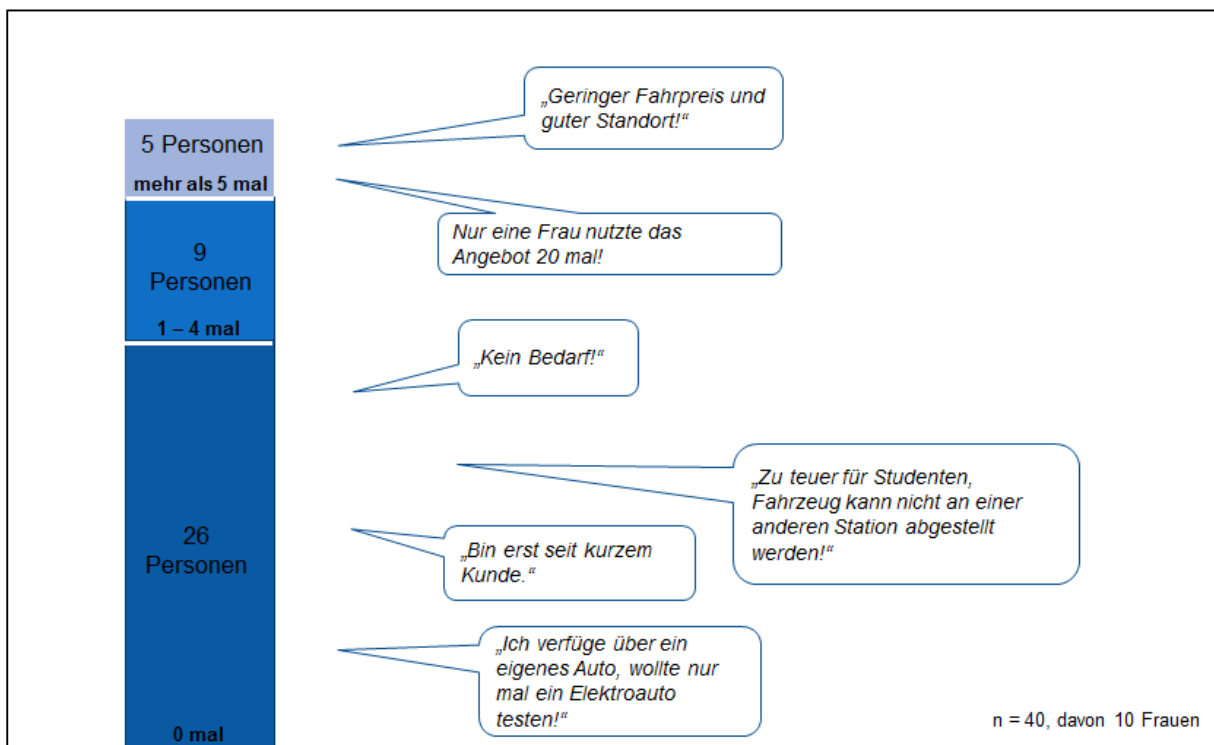 „Geringer Fahrpreis und
guter Standort!“
5 Personen
mehr als 5 mal
Nur eine Frau nutzte das
Angebot 20 mal!
9
Personen
1 – 4 mal
„Kein Bedarf!“
„Zu teuer für Studenten,
Fahrzeug kann nicht an einer
anderen Station abgestellt
werden!“
26
Personen
„Bin erst seit kurzem
Kunde.“
„Ich verfüge über ein
eigenes Auto, wollte nur
mal ein Elektroauto
testen!“
0 mal
n = 40, davon 10 Frauen